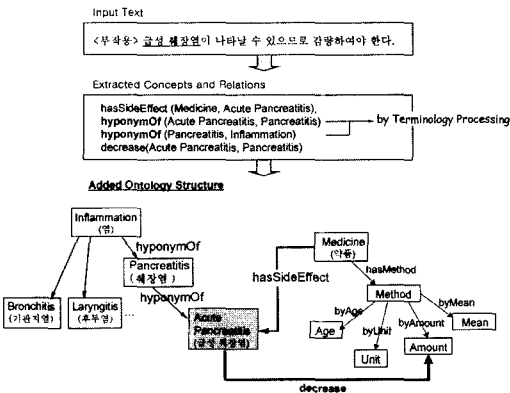 Input Text
<부작용> 급성 췌장염이 나타날 수 있으므로 감량하여야 한다.
Extracted Concepts and Relations
hasSideEffect (Medicine, Acute Pancreatitis),
hyponymOf (Acute Pancreatitis, Pancreatitis)
by Terminology Processing
hyponymOf (Pancreatitis, Inflammation)
decrease(Acute Pancreatitis, Pancreatitis)
Added Ontology Structure
Inflammation
(염)
Medicine
(약품)
hyponymOf
hasSideEffect
hasMethod
Pancreatitis
(췌장염)
Method
hyponymOf
byAge
byUnit
byAmount
byMean
Bronchitis
(기관지염)
Laryngitis
(후두염)
...
Acute
Pancreatitis
(급성 췌장염)
Age
Unit
Amount
Mean
decrease